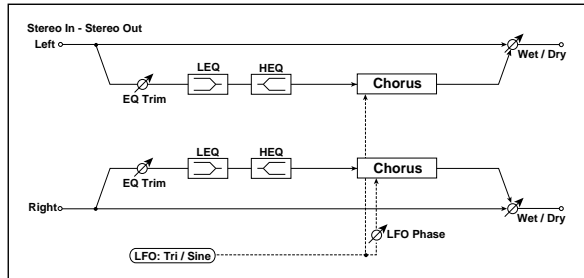 Stereo In - Stereo Out
Left
Wet / Dry
LEQ
HEQ
Chorus
EQ Trim
LEQ
HEQ
Chorus
EQ Trim
Right
Wet / Dry
LFO Phase
LFO: Tri / Sine